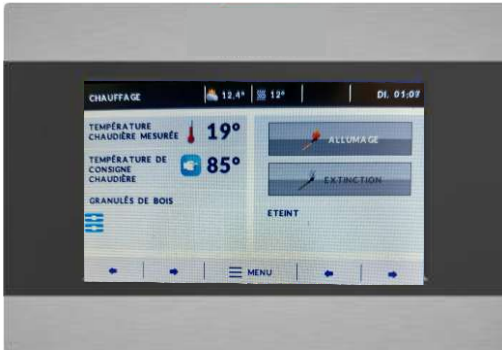 CHAUFFAGE 12,4° 12° DI. 01:07
TEMPÉRATURE
CHAUDIÈRE MESURÉE 19°
TEMPÉRATURE DE
CONSIGNE
CHAUDIÈRE 85°
GRANULÉS DE BOIS
ALLUMAGE
EXTINCTION
ETEINT
MENU